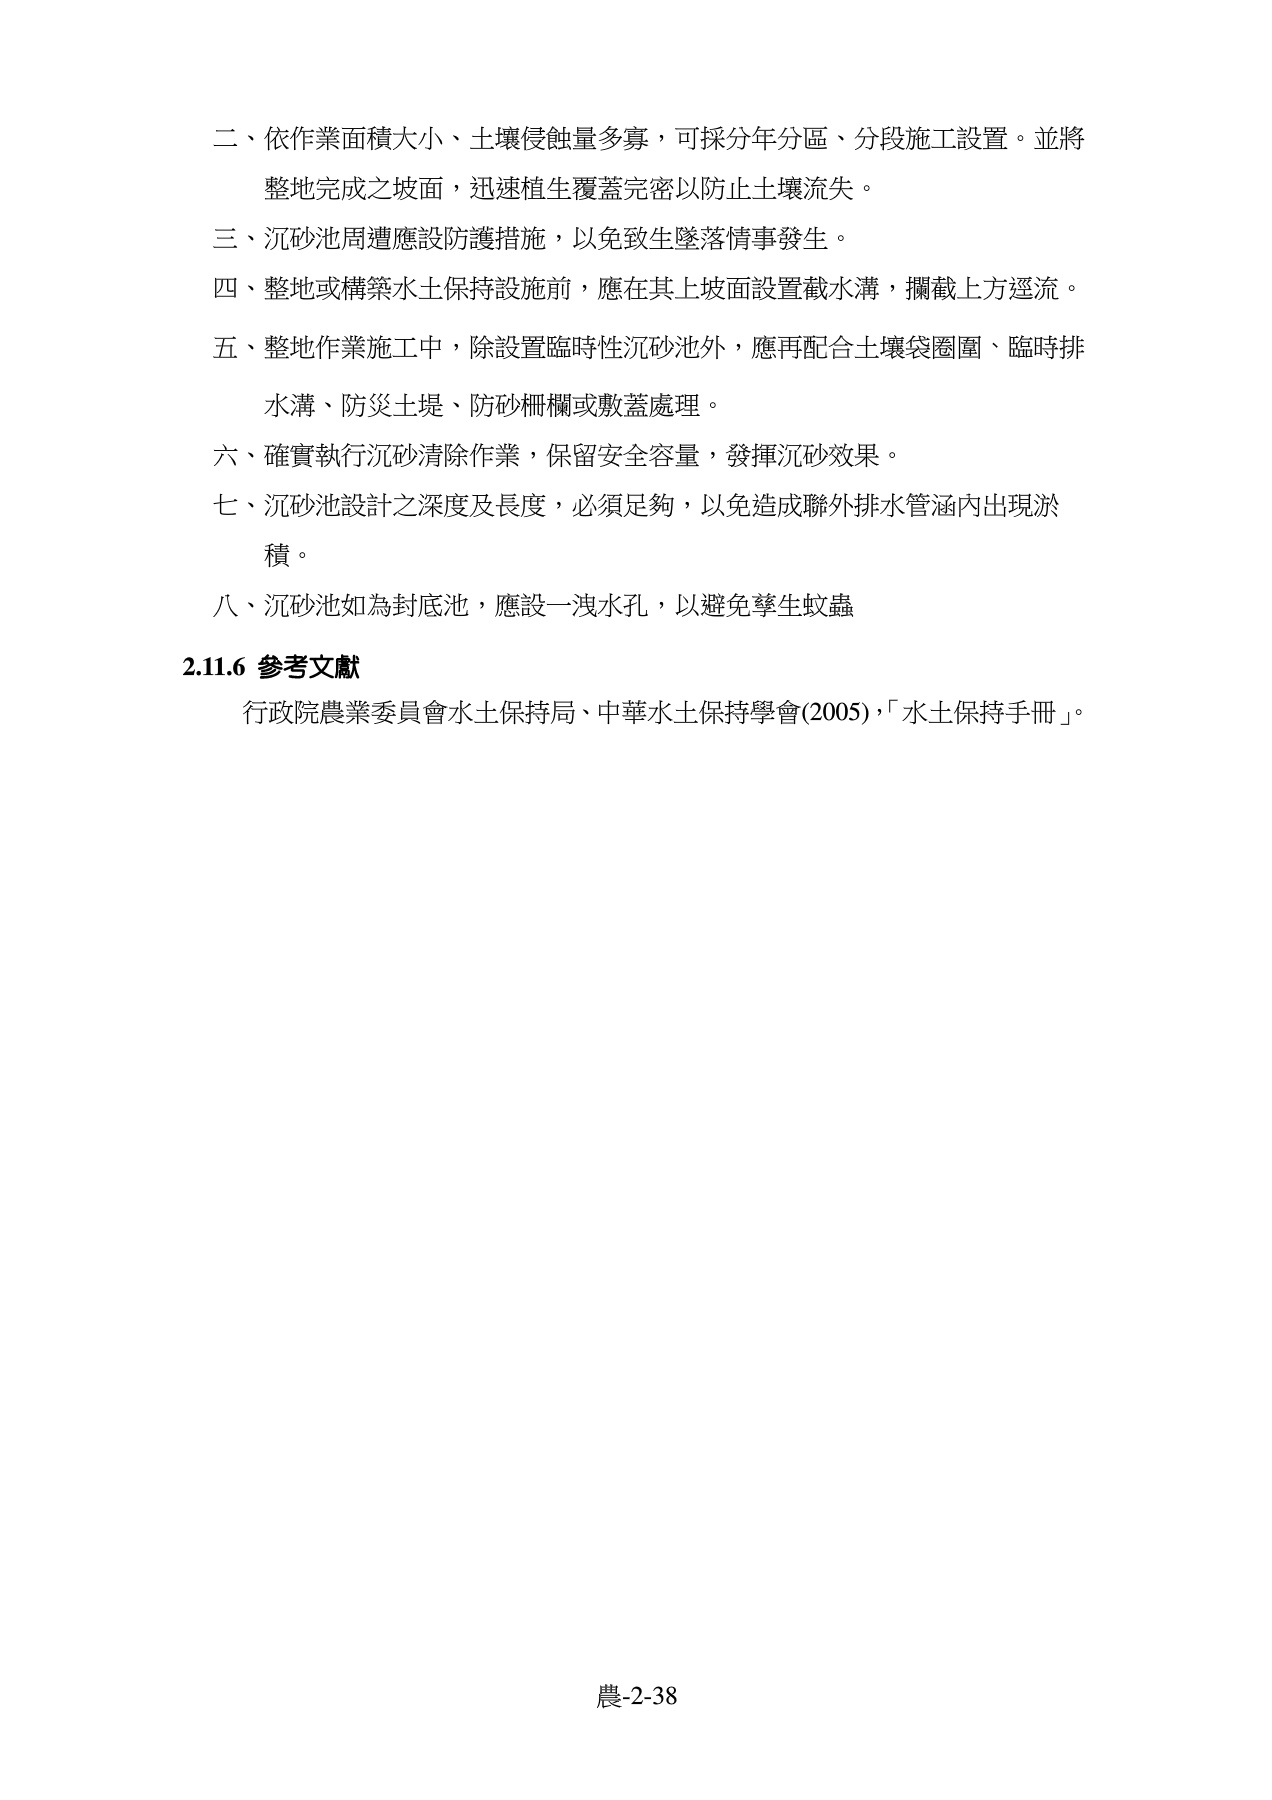 二、依作業面積大小、土壤侵蝕量多寡，可採分年分區、分段施工設置。並將
整地完成之坡面，迅速植生覆蓋完密以防止土壤流失。
三、沉砂池周遭應設防護措施，以免致生墜落情事發生。
四、整地或構築水土保持設施前，應在其上坡面設置截水溝，攔截上方逕流。
五、整地作業施工中，除設置臨時性沉砂池外，應再配合土壤袋圈圍、臨時排
水溝、防災土堤、防砂柵欄或敷蓋處理。
六、確實執行沉砂清除作業，保留安全容量，發揮沉砂效果。
七、沉砂池設計之深度及長度，必須足夠，以免造成聯外排水管涵內出現淤
積。
八、沉砂池如為封底池，應設一洩水孔，以避免孳生蚊蟲
2.11.6 參考文獻
行政院農業委員會水土保持局、中華水土保持學會(2005)，「水土保持手冊」。
農-2-38